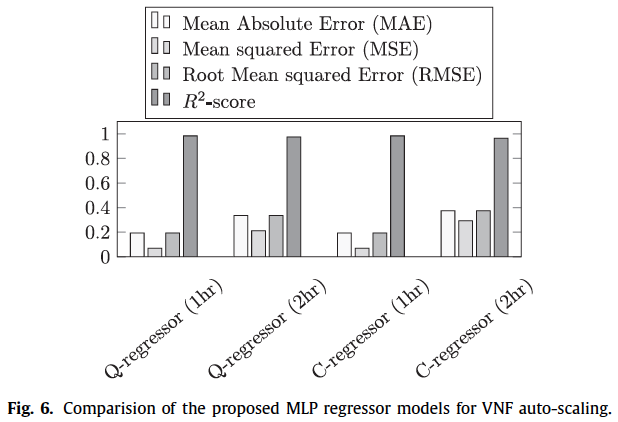 Mean Absolute Error (MAE)
Mean squared Error (MSE)
Root Mean squared Error (RMSE)
R²-score
1
0.8
0.6
0.4
0.2
0
Q-regressor (1hr)
Q-regressor (2hr)
C-regressor (1hr)
C-regressor (2hr)
Fig. 6. Comparision of the proposed MLP regressor models for VNF auto-scaling.